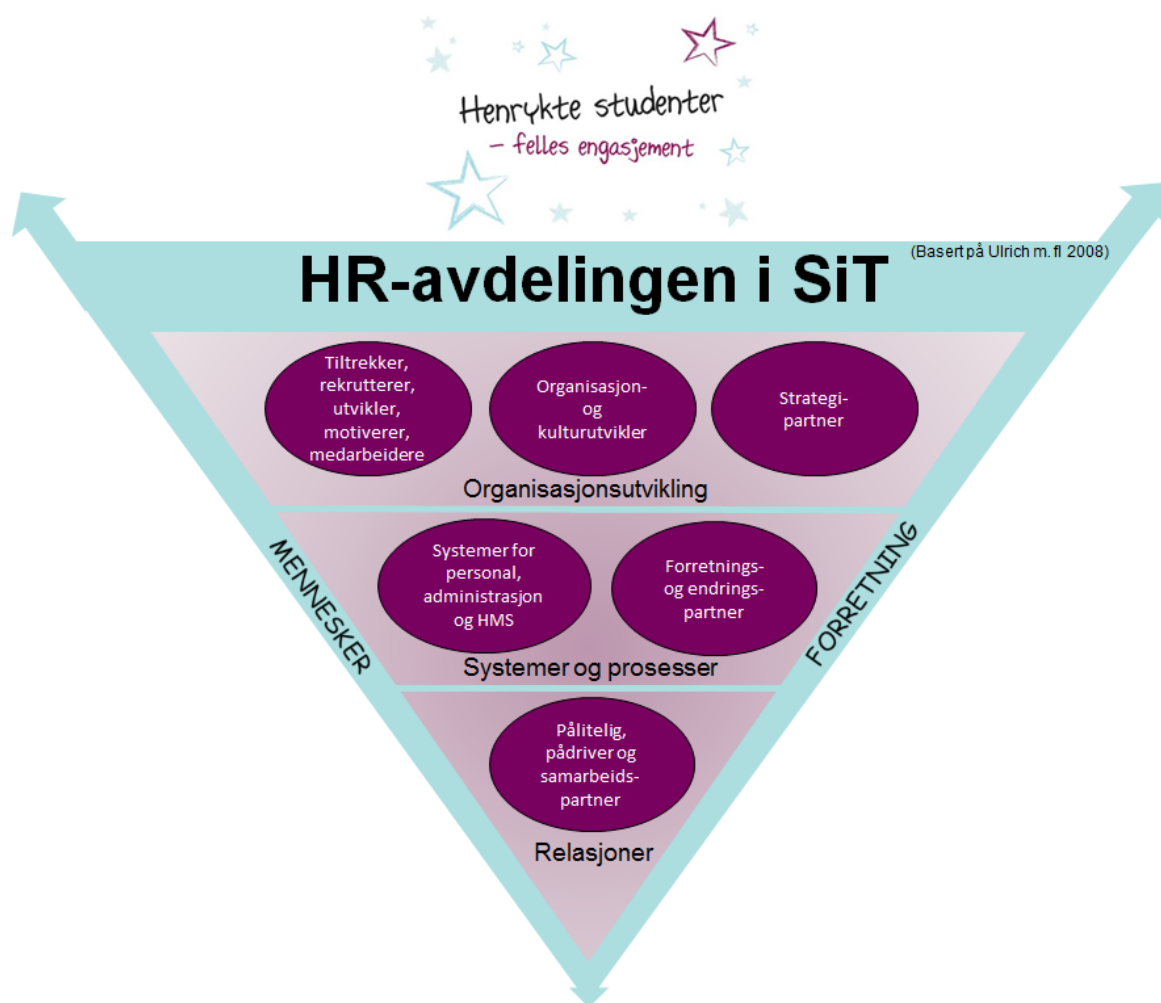 Henrykte studenter
– felles engasjement
HR-avdelingen i SiT
(Basert på Ulrich m. fl 2008)
Tiltrekker,
rekrutterer,
utvikler,
motiverer,
medarbeidere
Organisasjon-
og
kulturutvikler
Strategi-
partner
Organisasjonsutvikling
MENNESKER
FORRETNING
Systemer for
personal,
administrasjon
og HMS
Forretnings-
og endrings-
partner
Systemer og prosesser
Pålitelig,
pådriver og
samarbeids-
partner
Relasjoner